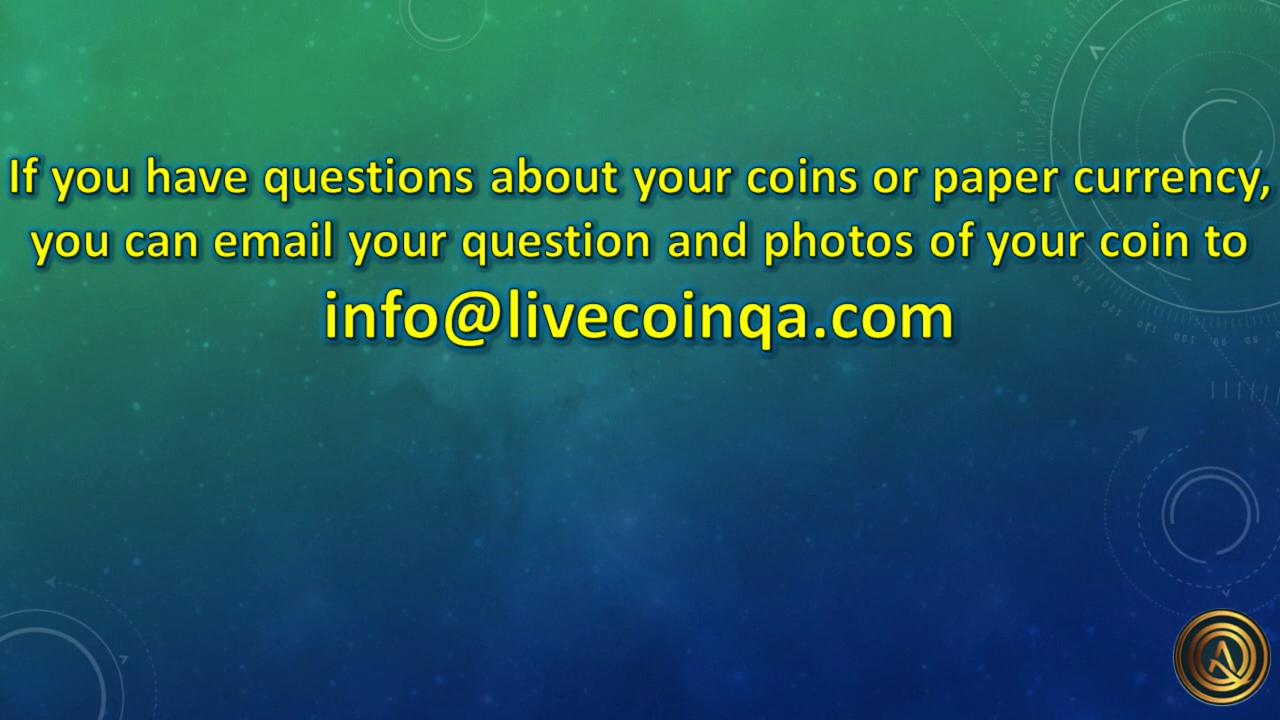 If you have questions about your coins or paper currency,
you can email your question and photos of your coin to
info@livecoinqa.com